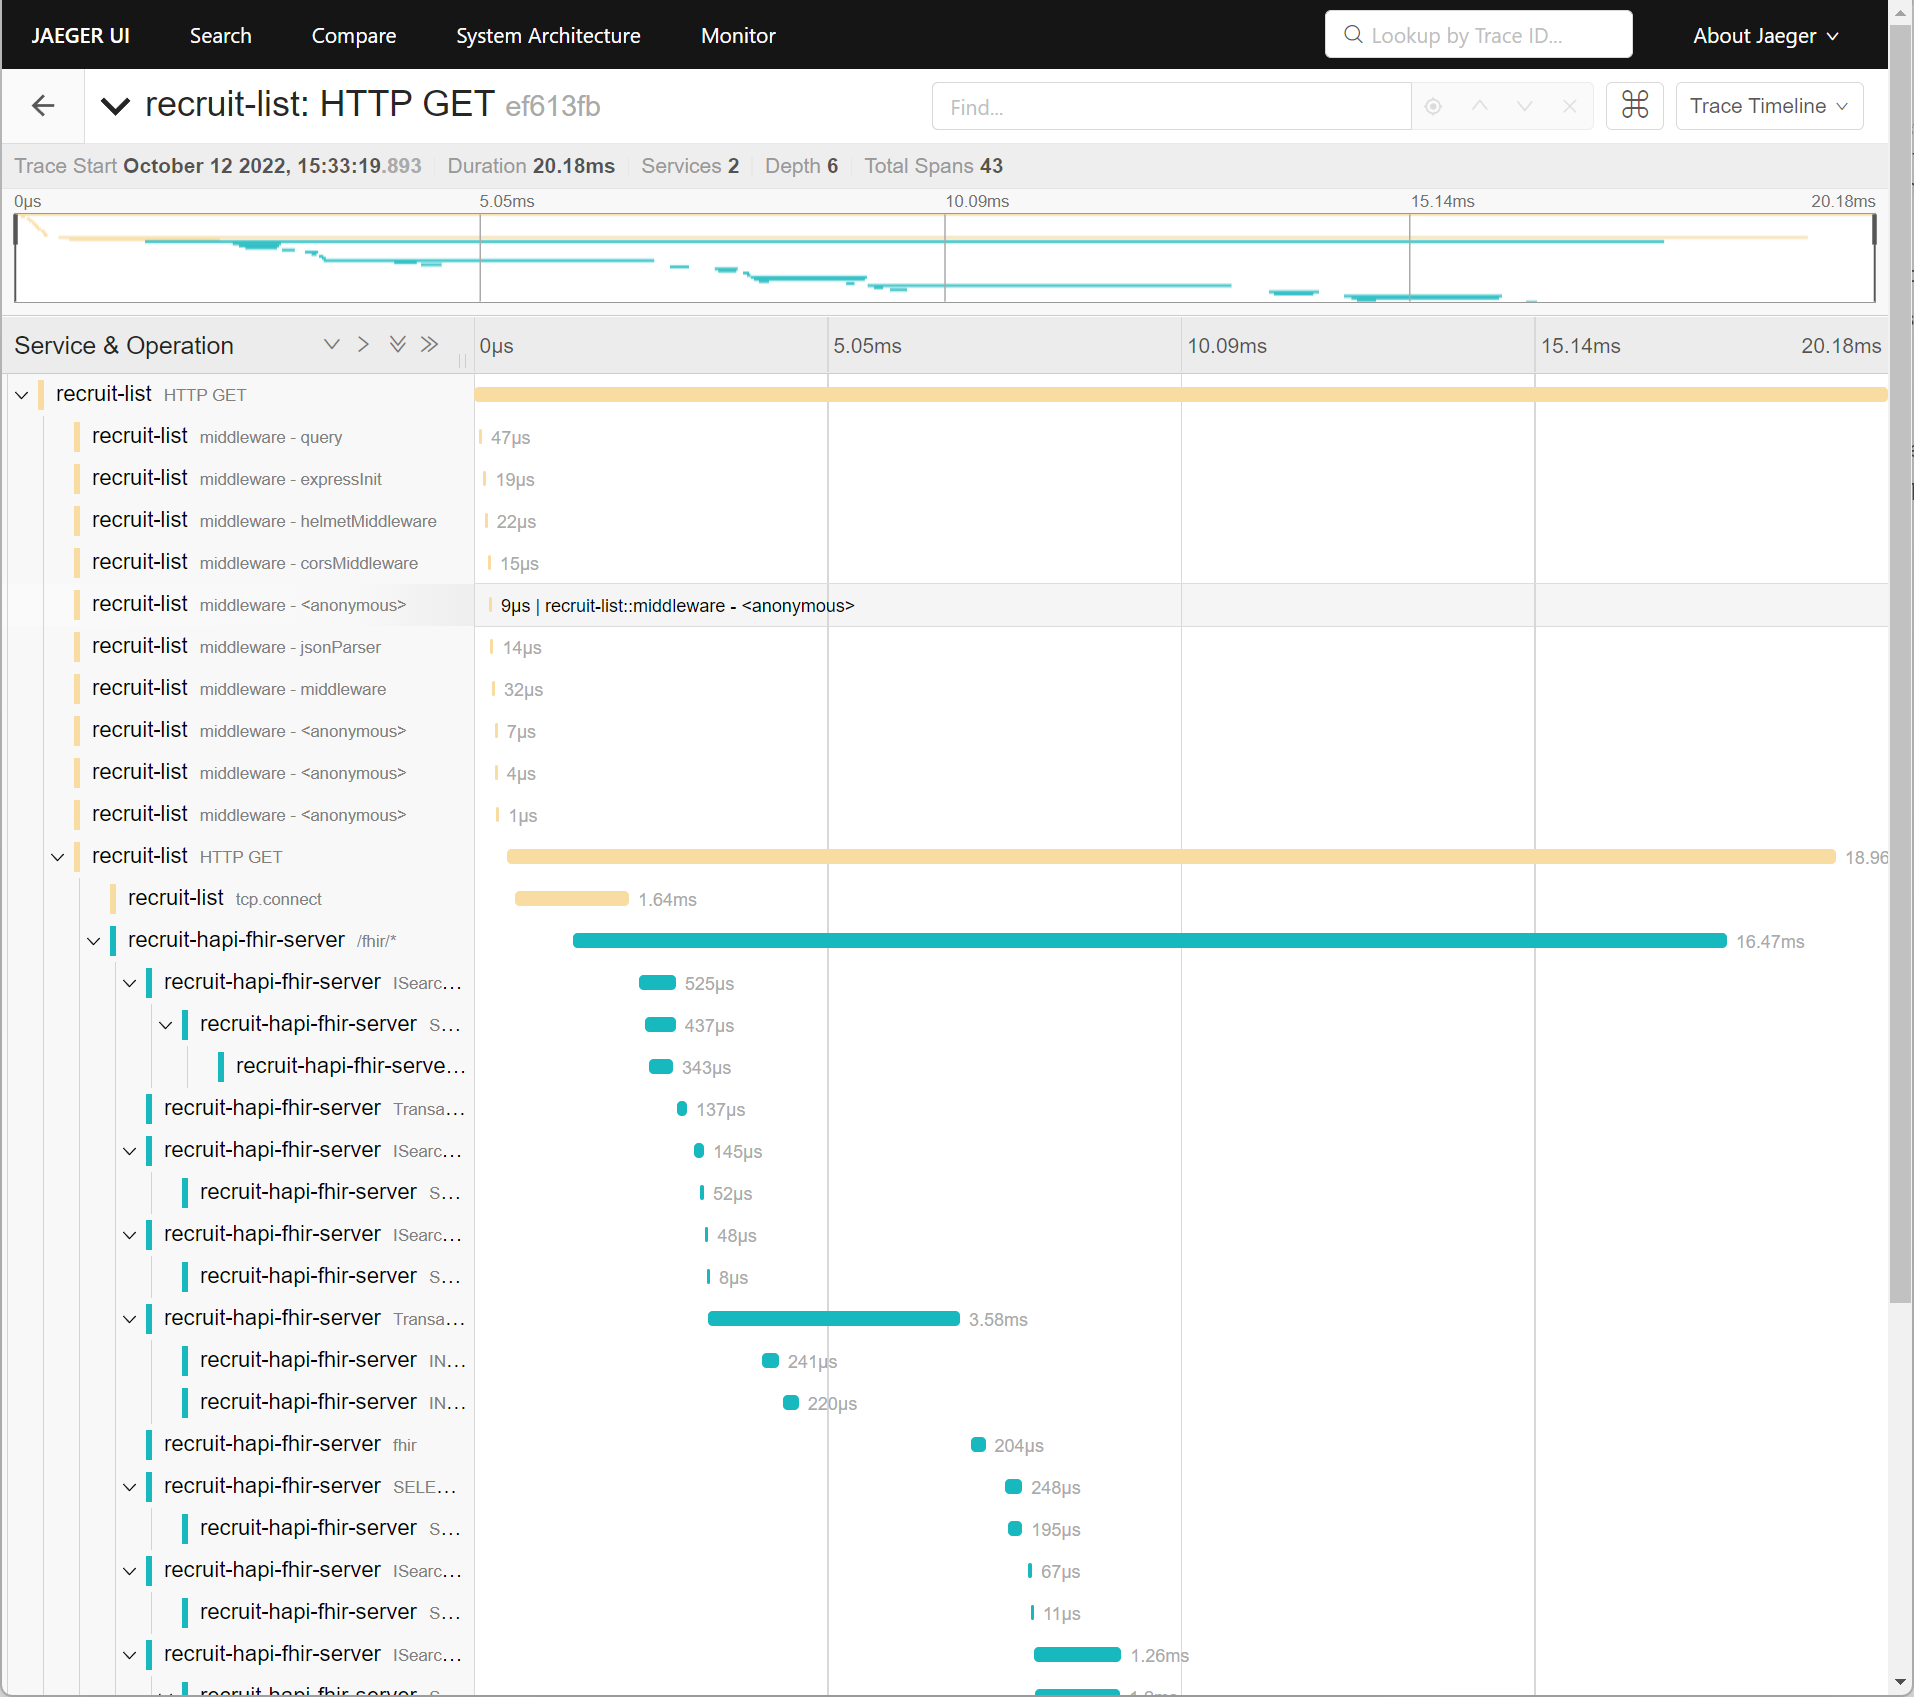 JAEGER UI Search Compare System Architecture Monitor Lookup by Trace ID... About Jaeger
recruit-list: HTTP GET ef613fb Find... Trace Timeline
Trace Start October 12 2022, 15:33:19.893 Duration 20.18ms Services 2 Depth 6 Total Spans 43
0μs 5.05ms 10.09ms 15.14ms 20.18ms
Service & Operation 0μs 5.05ms 10.09ms 15.14ms 20.18ms
recruit-list HTTP GET
recruit-list middleware - query 47μs
recruit-list middleware - expressInit 19μs
recruit-list middleware - helmetMiddleware 22μs
recruit-list middleware - corsMiddleware 15μs
recruit-list middleware - <anonymous> 9μs | recruit-list::middleware - <anonymous>
recruit-list middleware - jsonParser 14μs
recruit-list middleware - middleware 32μs
recruit-list middleware - <anonymous> 7μs
recruit-list middleware - <anonymous> 4μs
recruit-list middleware - <anonymous> 1μs
recruit-list HTTP GET 18.96
recruit-list tcp.connect 1.64ms
recruit-hapi-fhir-server /fhir/* 16.47ms
recruit-hapi-fhir-server ISearc... 525μs
recruit-hapi-fhir-server S... 437μs
recruit-hapi-fhir-serve... 343μs
recruit-hapi-fhir-server Transa... 137μs
recruit-hapi-fhir-server ISearc... 145μs
recruit-hapi-fhir-server S... 52μs
recruit-hapi-fhir-server ISearc... 48μs
recruit-hapi-fhir-server S... 8μs
recruit-hapi-fhir-server Transa... 3.58ms
recruit-hapi-fhir-server IN... 241μs
recruit-hapi-fhir-server IN... 220μs
recruit-hapi-fhir-server fhir 204μs
recruit-hapi-fhir-server SELE... 248μs
recruit-hapi-fhir-server S... 195μs
recruit-hapi-fhir-server ISearc... 67μs
recruit-hapi-fhir-server S... 11μs
recruit-hapi-fhir-server ISearc... 1.26ms
recruit-hapi-fhir-server